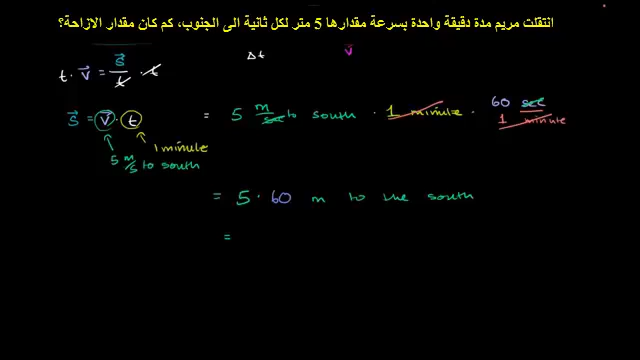 انتقلت مريم مدة دقيقة واحدة بسرعة مقدارها 5 متر لكل ثانية الى الجنوب، كم كان مقدار الازاحة؟
Δt v⃗
t · v⃗ = s⃗/t · t
s⃗ = v⃗ · t = 5 m/sec to south · 1 minute · 60 sec/1 minute
1 minute
5 m/s to south
= 5 · 60 m to the south
=